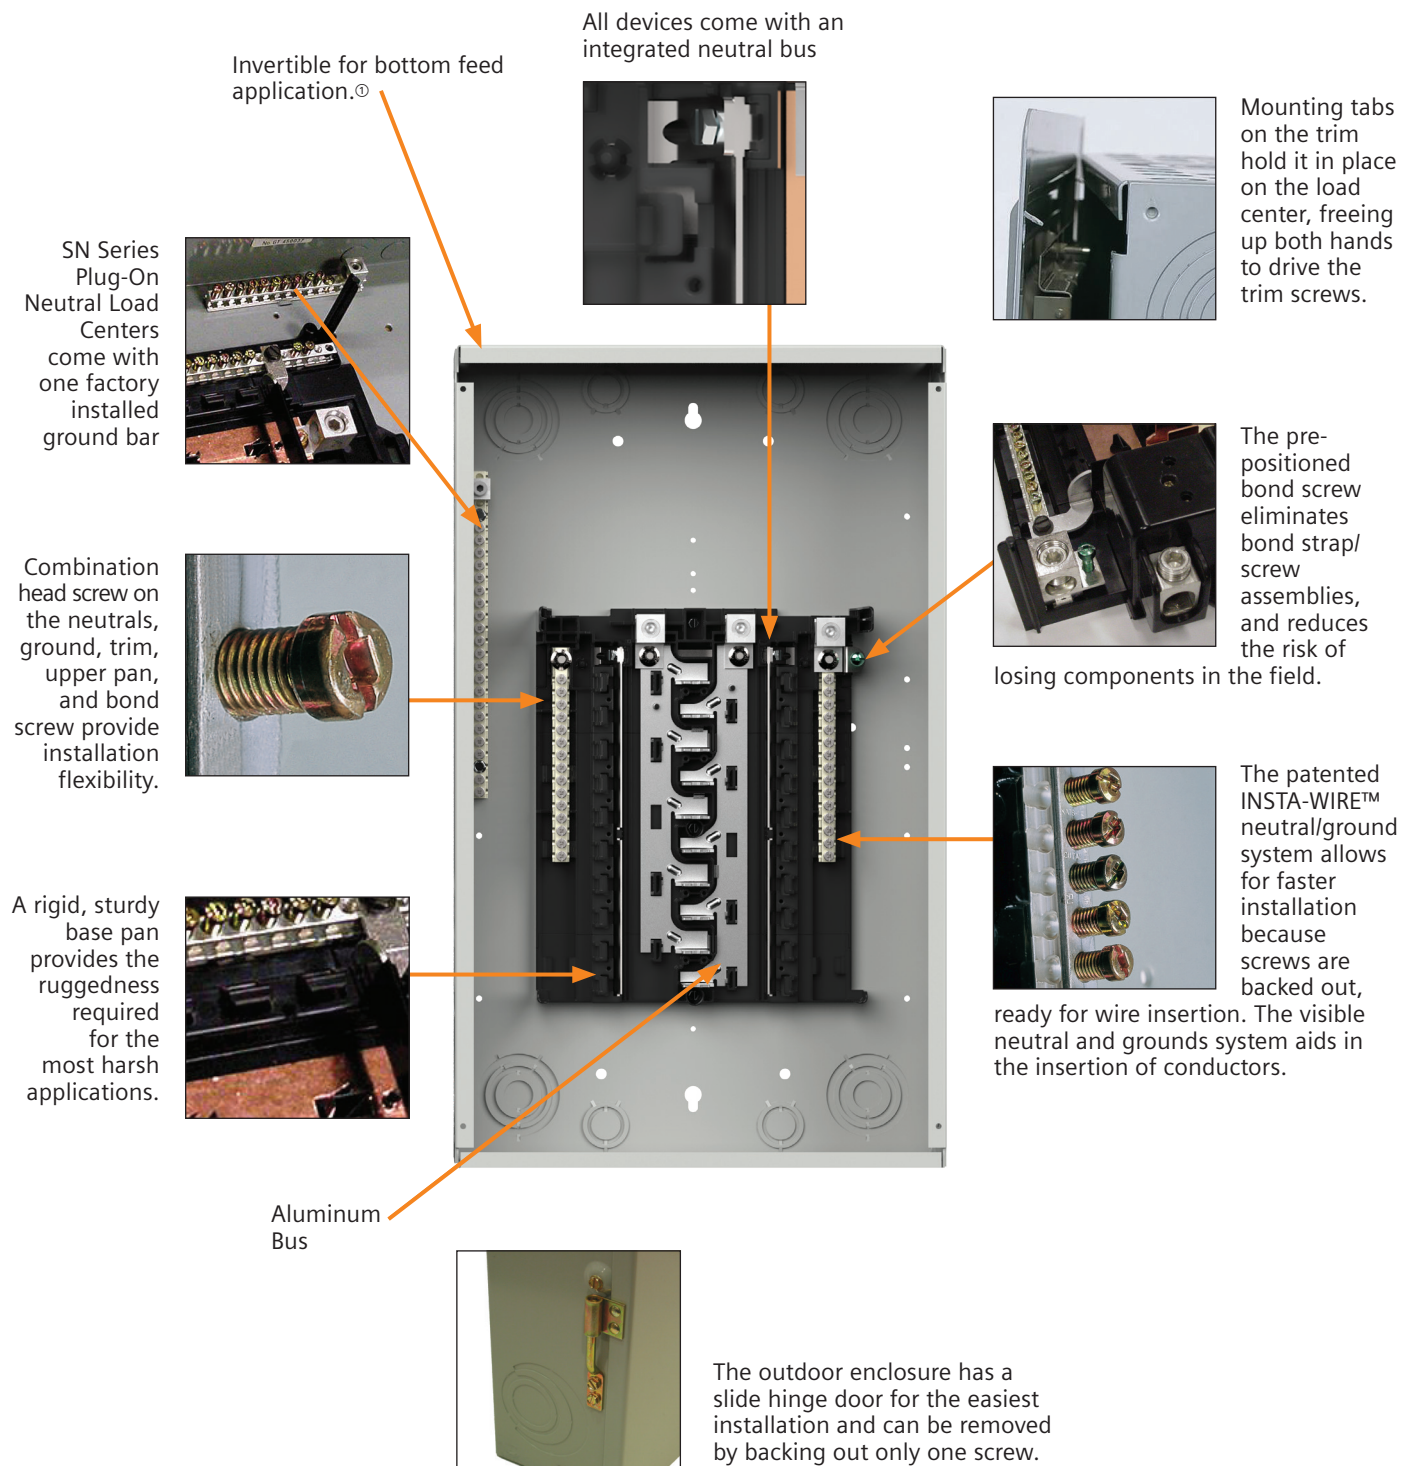 All devices come with an
integrated neutral bus
Invertible for bottom feed
application.①
Mounting tabs
on the trim
hold it in place
on the load
center, freeing
up both hands
to drive the
trim screws.
SN Series
Plug-On
Neutral Load
Centers
come with
one factory
installed
ground bar
The pre-
positioned
bond screw
eliminates
bond strap/
screw
assemblies,
and reduces
the risk of
losing components in the field.
Combination
head screw on
the neutrals,
ground, trim,
upper pan,
and bond
screw provide
installation
flexibility.
The patented
INSTA-WIRE™
neutral/ground
system allows
for faster
installation
because
screws are
backed out,
ready for wire insertion. The visible
neutral and grounds system aids in
the insertion of conductors.
A rigid, sturdy
base pan
provides the
ruggedness
required
for the
most harsh
applications.
Aluminum
Bus
The outdoor enclosure has a
slide hinge door for the easiest
installation and can be removed
by backing out only one screw.